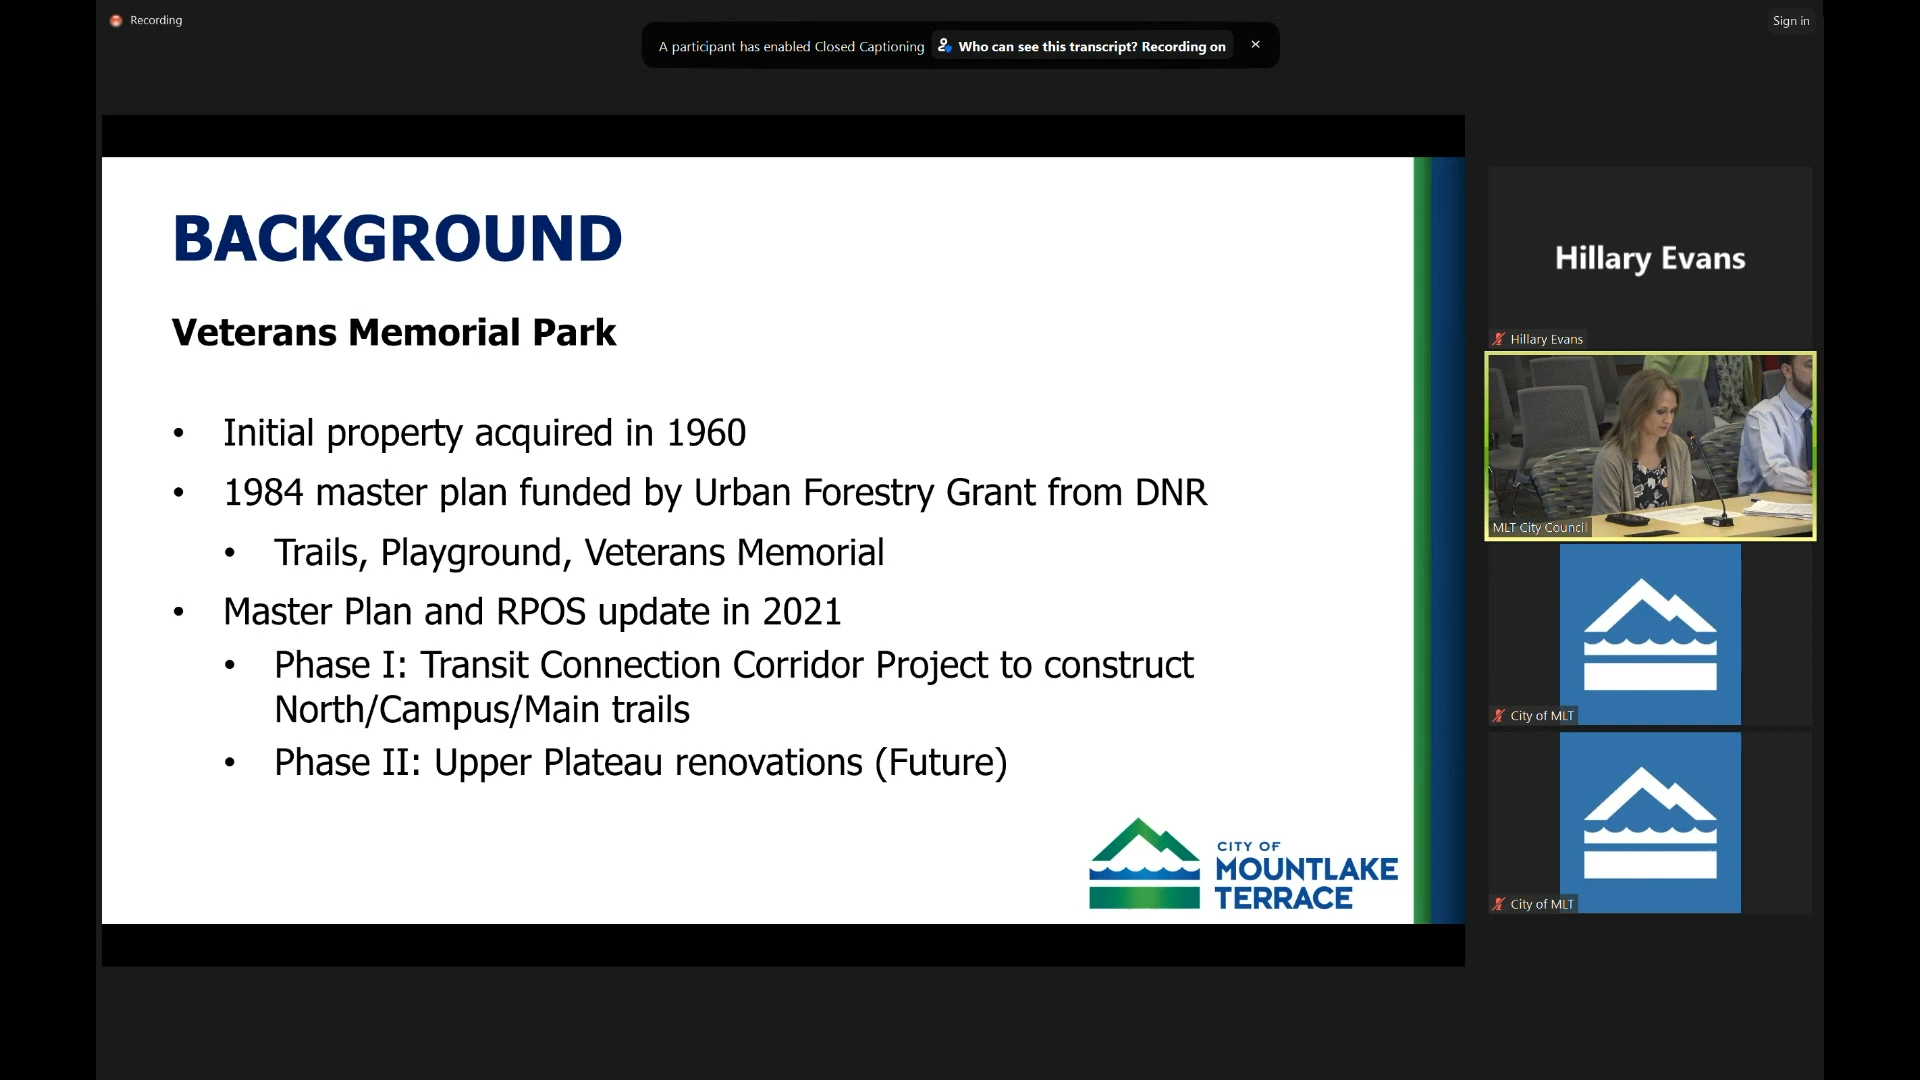 Recording
Sign in
A participant has enabled Closed Captioning Who can see this transcript? Recording on
BACKGROUND
Veterans Memorial Park
• Initial property acquired in 1960
• 1984 master plan funded by Urban Forestry Grant from DNR
• Trails, Playground, Veterans Memorial
• Master Plan and RPOS update in 2021
• Phase I: Transit Connection Corridor Project to construct
North/Campus/Main trails
• Phase II: Upper Plateau renovations (Future)
CITY OF
MOUNTLAKE
TERRACE
Hillary Evans
Hillary Evans
MLT City Council
City of MLT
City of MLT